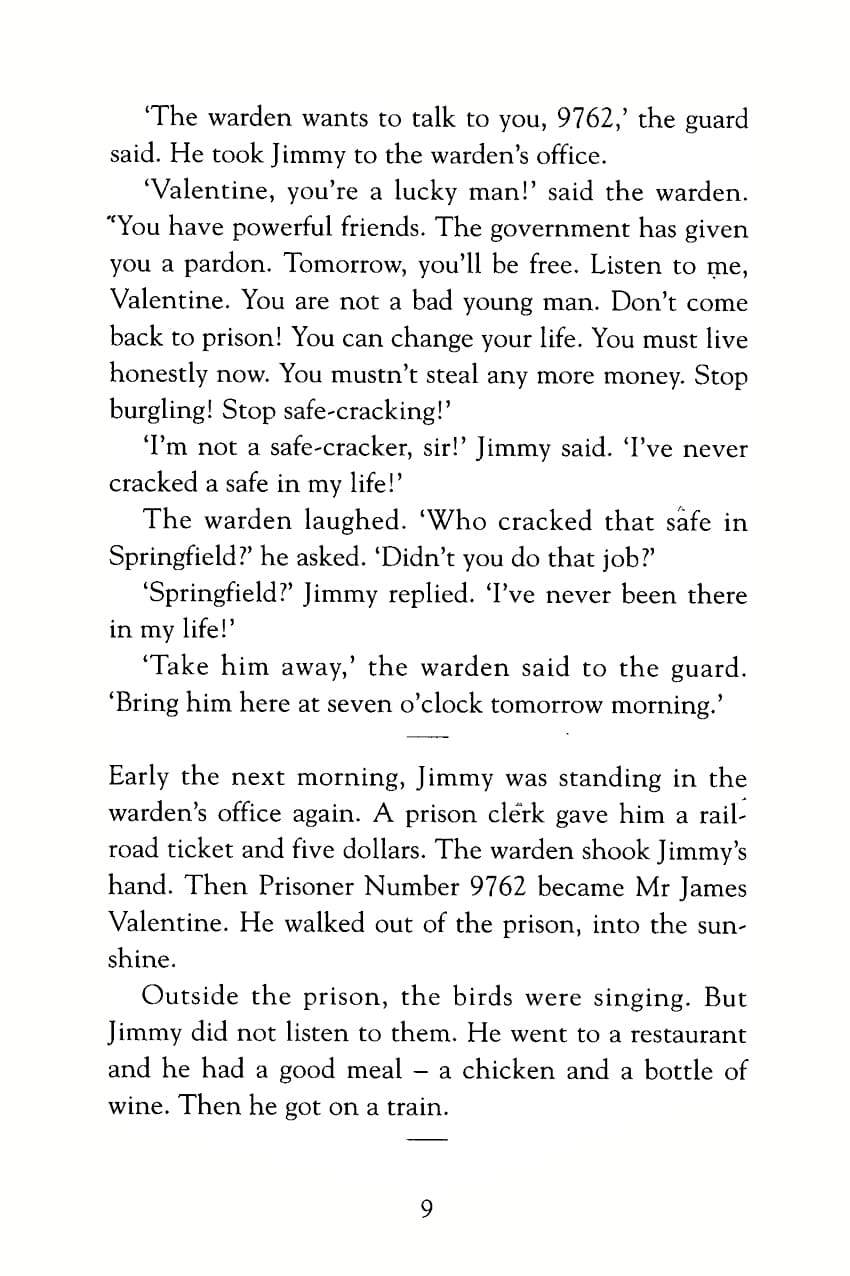 ‘The warden wants to talk to you, 9762,’ the guard
said. He took Jimmy to the warden’s office.
‘Valentine, you’re a lucky man!’ said the warden.
“You have powerful friends. The government has given
you a pardon. Tomorrow, you’ll be free. Listen to me,
Valentine. You are not a bad young man. Don’t come
back to prison! You can change your life. You must live
honestly now. You mustn’t steal any more money. Stop
burgling! Stop safe-cracking!’
‘I’m not a safe-cracker, sir!’ Jimmy said. ‘I’ve never
cracked a safe in my life!’
The warden laughed. ‘Who cracked that safe in
Springfield?’ he asked. ‘Didn’t you do that job?’
‘Springfield?’ Jimmy replied. ‘I’ve never been there
in my life!’
‘Take him away,’ the warden said to the guard.
‘Bring him here at seven o’clock tomorrow morning.’
Early the next morning, Jimmy was standing in the
warden’s office again. A prison clerk gave him a rail-
road ticket and five dollars. The warden shook Jimmy’s
hand. Then Prisoner Number 9762 became Mr James
Valentine. He walked out of the prison, into the sun-
shine.
Outside the prison, the birds were singing. But
Jimmy did not listen to them. He went to a restaurant
and he had a good meal – a chicken and a bottle of
wine. Then he got on a train.
9